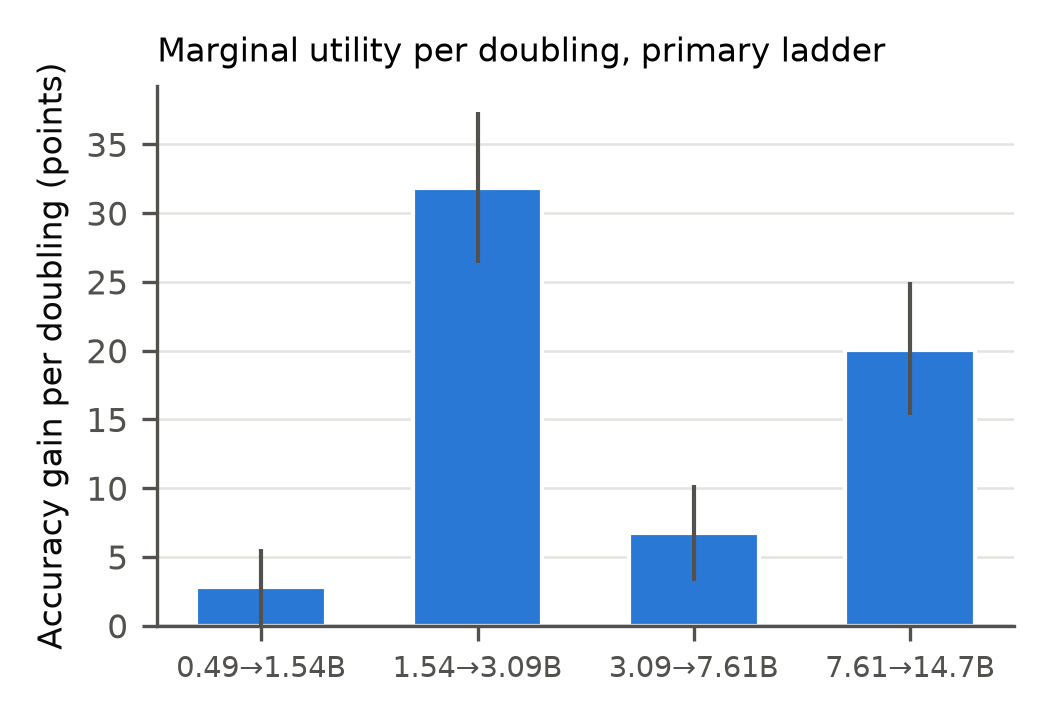 Marginal utility per doubling, primary ladder
Accuracy gain per doubling (points)
35
30
25
20
15
10
5
0
0.49→1.54B 1.54→3.09B 3.09→7.61B 7.61→14.7B